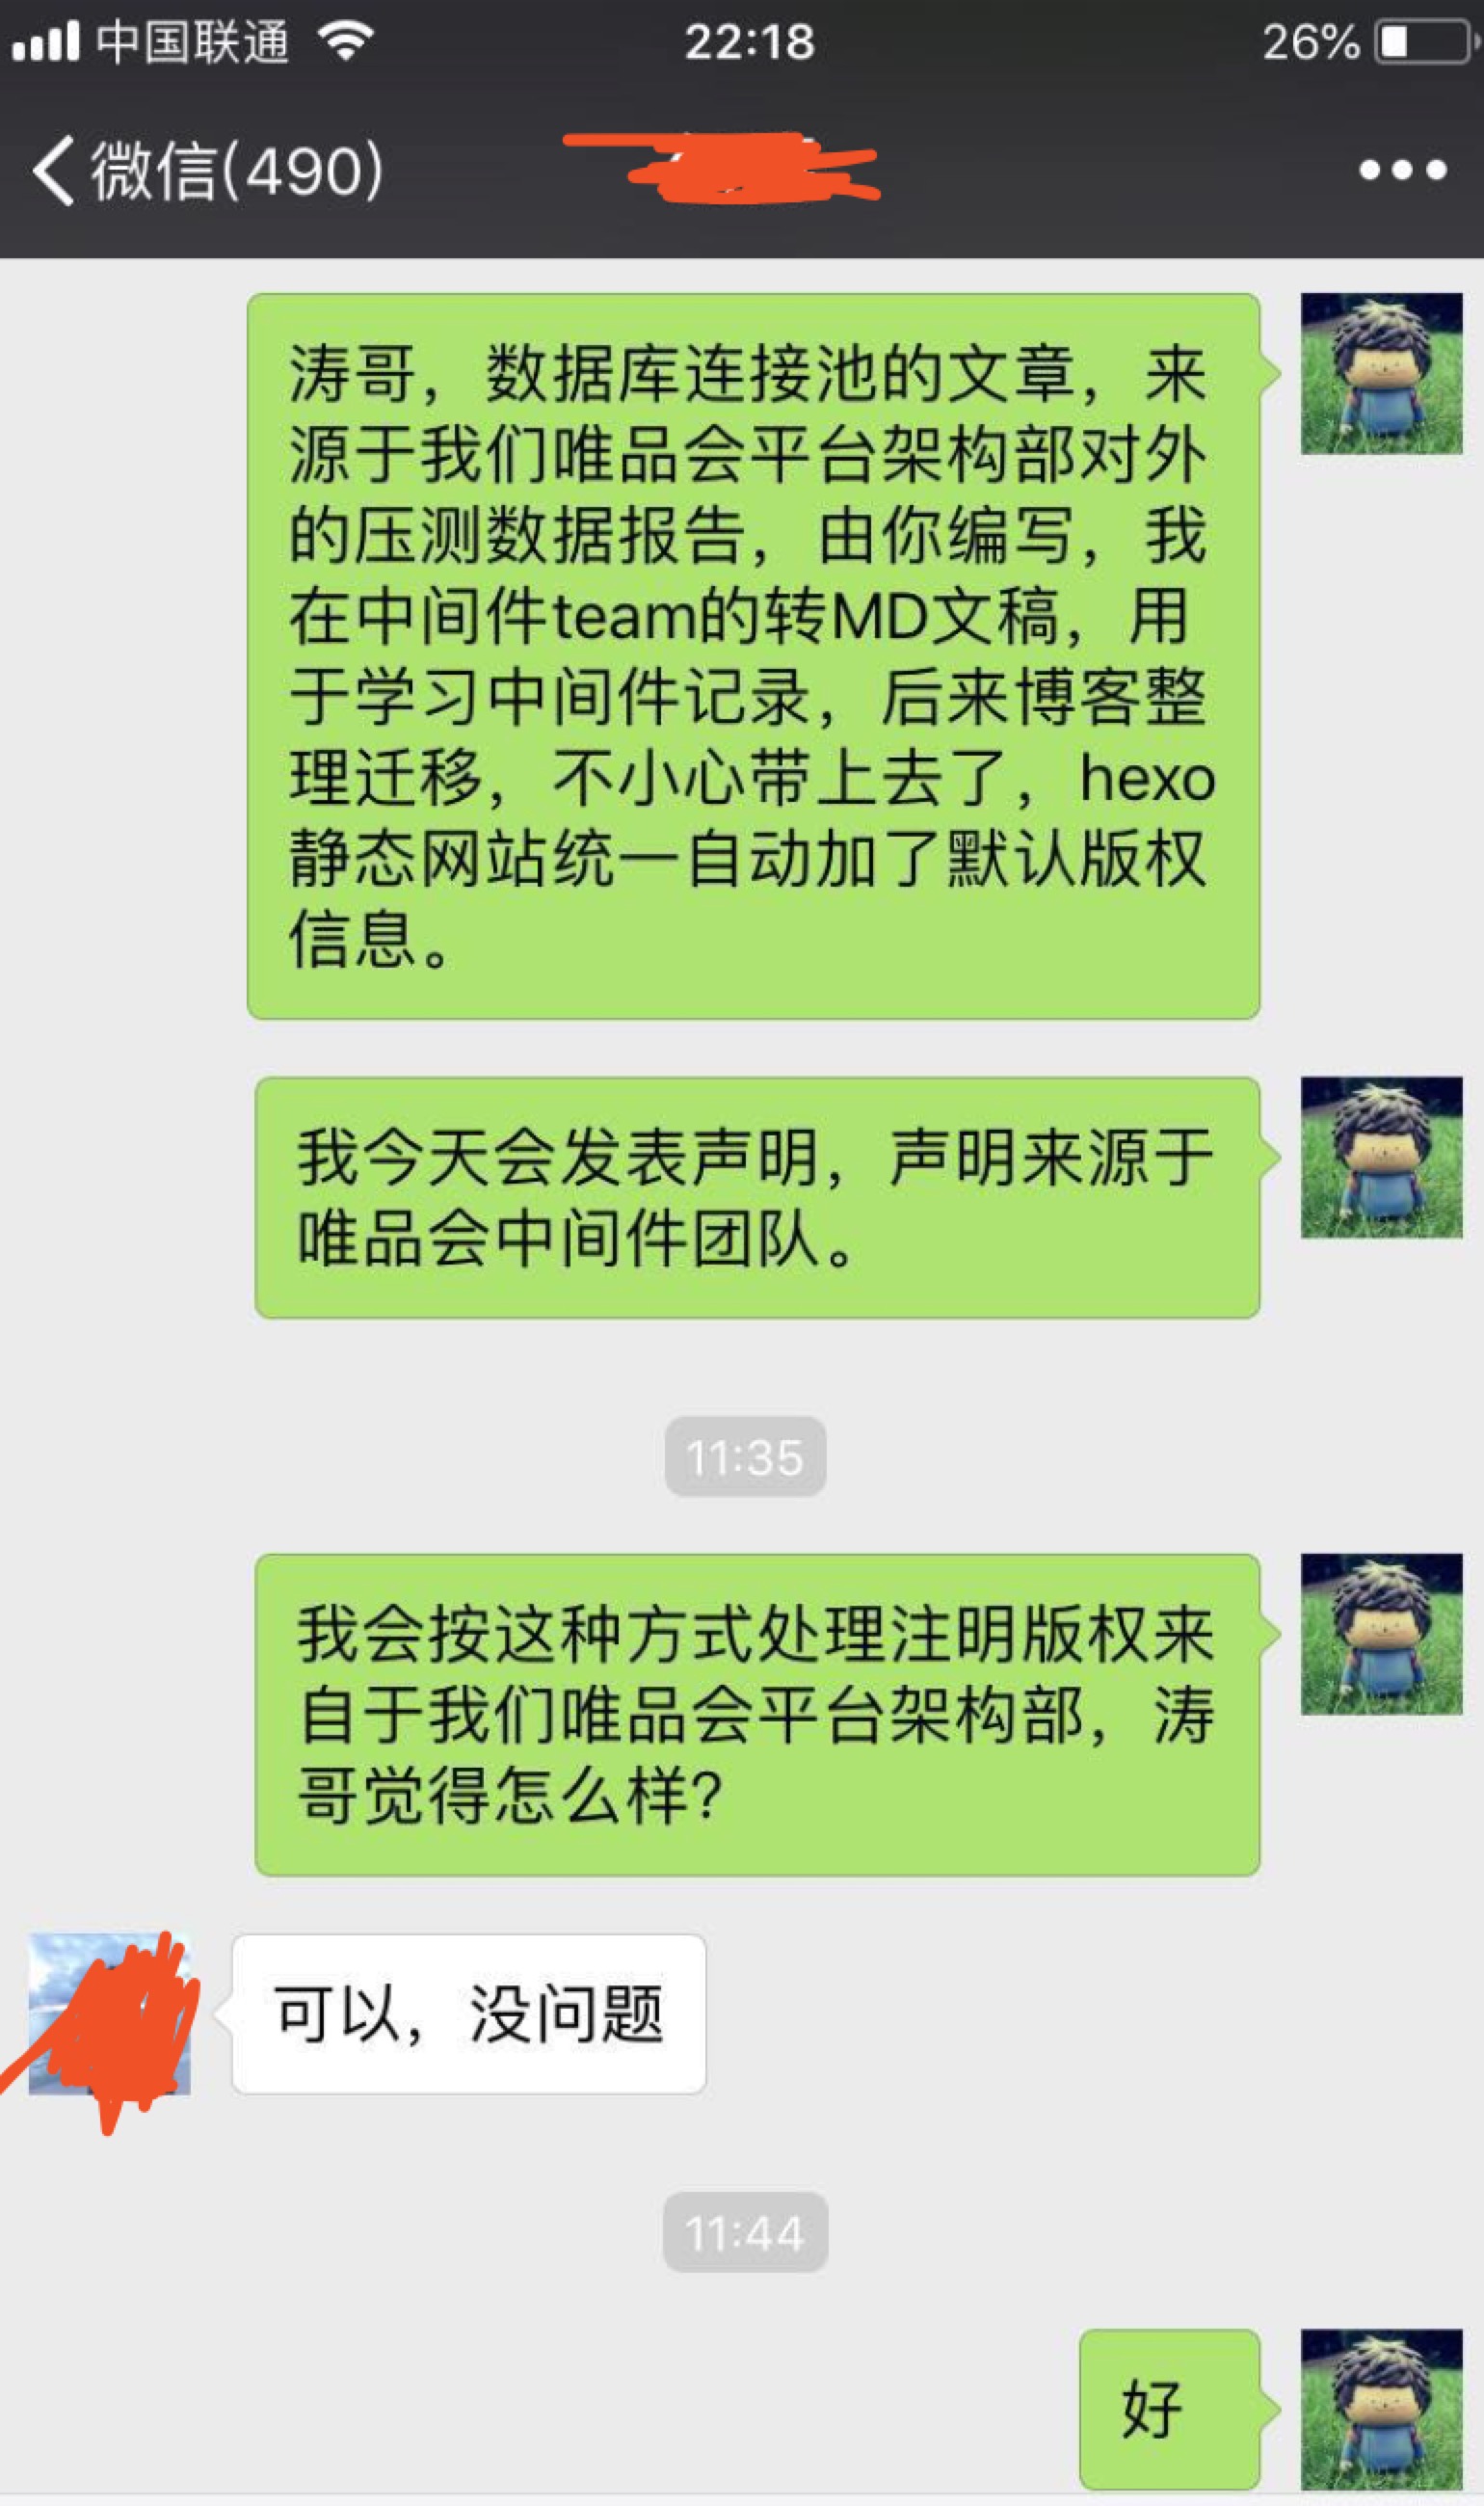 中国联通
22:18
26%
微信(490)
涛哥，数据库连接池的文章，来
源于我们唯品会平台架构部对外
的压测数据报告，由你编写，我
在中间件team的转MD文稿，用
于学习中间件记录，后来博客整
理迁移，不小心带上去了，hexo
静态网站统一自动加了默认版权
信息。
我今天会发表声明，声明来源于
唯品会中间件团队。
11:35
我会按这种方式处理注明版权来
自于我们唯品会平台架构部，涛
哥觉得怎么样?
可以，没问题
11:44
好